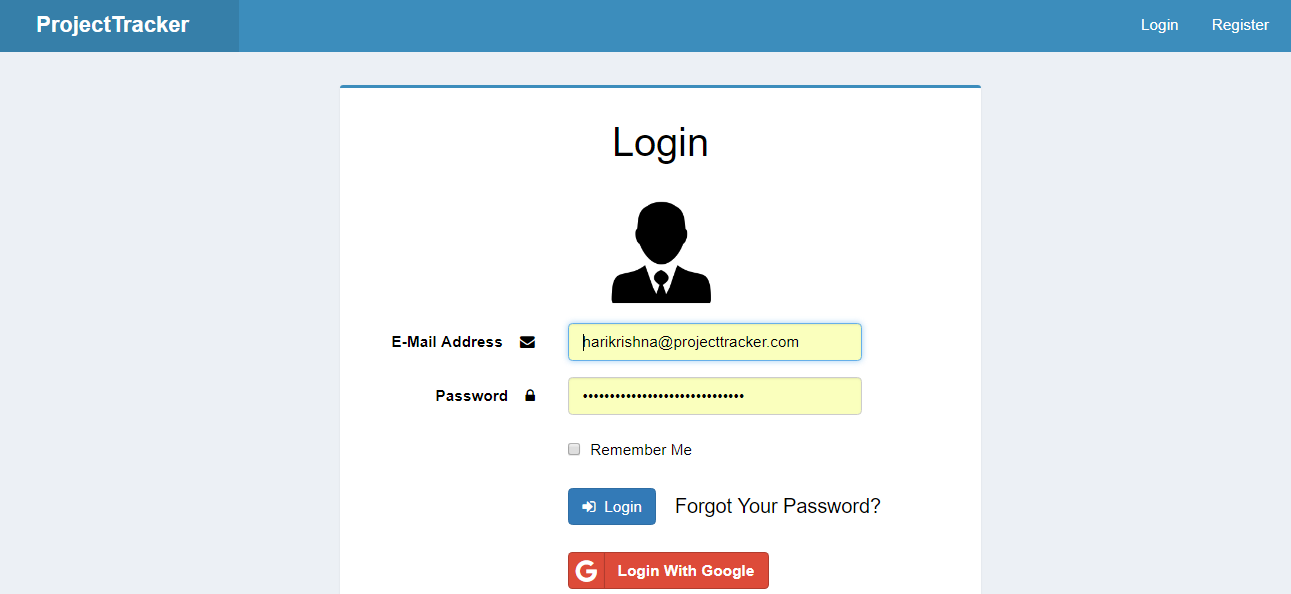 ProjectTracker Login Register
Login
E-Mail Address harikrishna@projecttracker.com
Password ••••••••••••••••••••••••••••••
Remember Me
Login Forgot Your Password?
G Login With Google